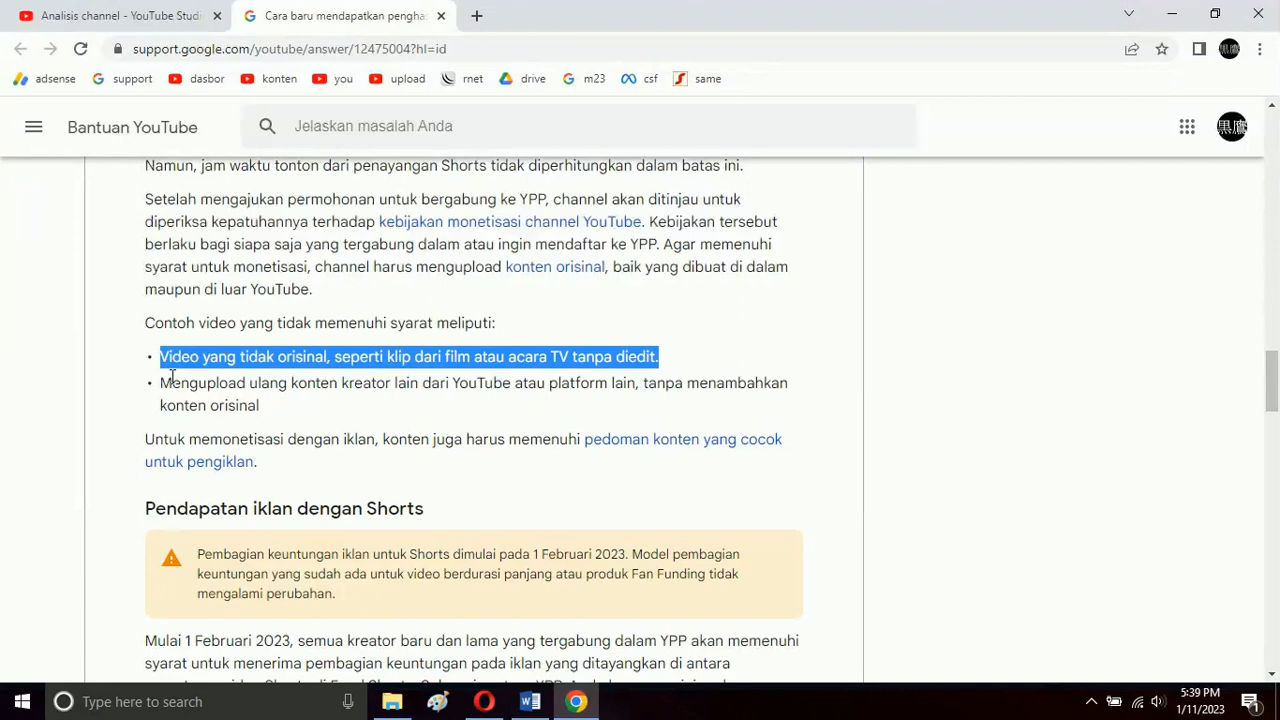 Analisis channel - YouTube Studi
Cara baru mendapatkan pengha
support.google.com/youtube/answer/12475004?hl=id
adsense support dasbor konten you upload rnet drive m23 csf same
Bantuan YouTube
Jelaskan masalah Anda
黒鷹
Namun, jam waktu tonton dari penayangan Shorts tidak diperhitungkan dalam batas ini.
Setelah mengajukan permohonan untuk bergabung ke YPP, channel akan ditinjau untuk
diperiksa kepatuhannya terhadap kebijakan monetisasi channel YouTube. Kebijakan tersebut
berlaku bagi siapa saja yang tergabung dalam atau ingin mendaftar ke YPP. Agar memenuhi
syarat untuk monetisasi, channel harus mengupload konten orisinal, baik yang dibuat di dalam
maupun di luar YouTube.
Contoh video yang tidak memenuhi syarat meliputi:
• Video yang tidak orisinal, seperti klip dari film atau acara TV tanpa diedit.
• Mengupload ulang konten kreator lain dari YouTube atau platform lain, tanpa menambahkan
konten orisinal
Untuk memonetisasi dengan iklan, konten juga harus memenuhi pedoman konten yang cocok
untuk pengiklan.
Pendapatan iklan dengan Shorts
Pembagian keuntungan iklan untuk Shorts dimulai pada 1 Februari 2023. Model pembagian
keuntungan yang sudah ada untuk video berdurasi panjang atau produk Fan Funding tidak
mengalami perubahan.
Mulai 1 Februari 2023, semua kreator baru dan lama yang tergabung dalam YPP akan memenuhi
syarat untuk menerima pembagian keuntungan pada iklan yang ditayangkan di antara
Type here to search
5:39 PM
1/11/2023